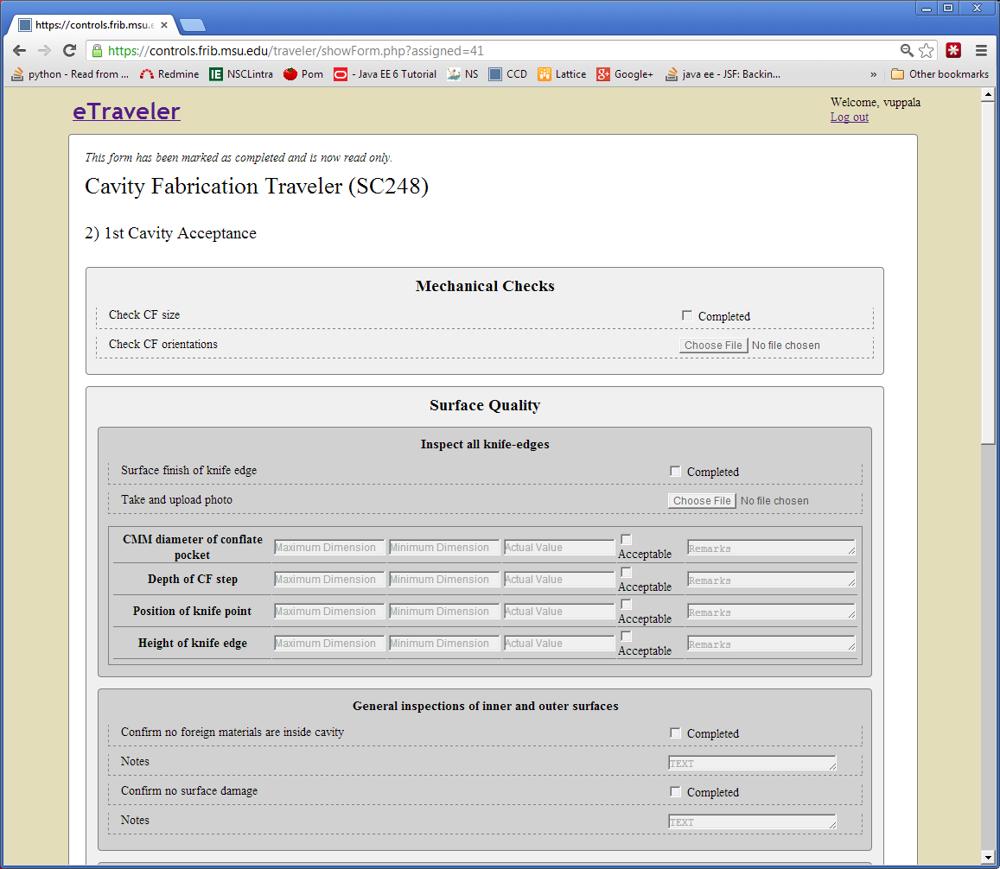 https://controls.frib.msu.e
https://controls.frib.msu.edu/traveler/showForm.php?assigned=41
python - Read from ... Redmine NSCLintra Pom - Java EE 6 Tutorial NS CCD Lattice Google+ java ee - JSF: Backin... » Other bookmarks
eTraveler
Welcome, vuppala
Log out
This form has been marked as completed and is now read only.
Cavity Fabrication Traveler (SC248)
2) 1st Cavity Acceptance
Mechanical Checks
Check CF size Completed
Check CF orientations Choose File No file chosen
Surface Quality
Inspect all knife-edges
Surface finish of knife edge Completed
Take and upload photo Choose File No file chosen
CMM diameter of conflate
pocket Maximum Dimension Minimum Dimension Actual Value Acceptable Remarks
Depth of CF step Maximum Dimension Minimum Dimension Actual Value Acceptable Remarks
Position of knife point Maximum Dimension Minimum Dimension Actual Value Acceptable Remarks
Height of knife edge Maximum Dimension Minimum Dimension Actual Value Acceptable Remarks
General inspections of inner and outer surfaces
Confirm no foreign materials are inside cavity Completed
Notes TEXT
Confirm no surface damage Completed
Notes TEXT